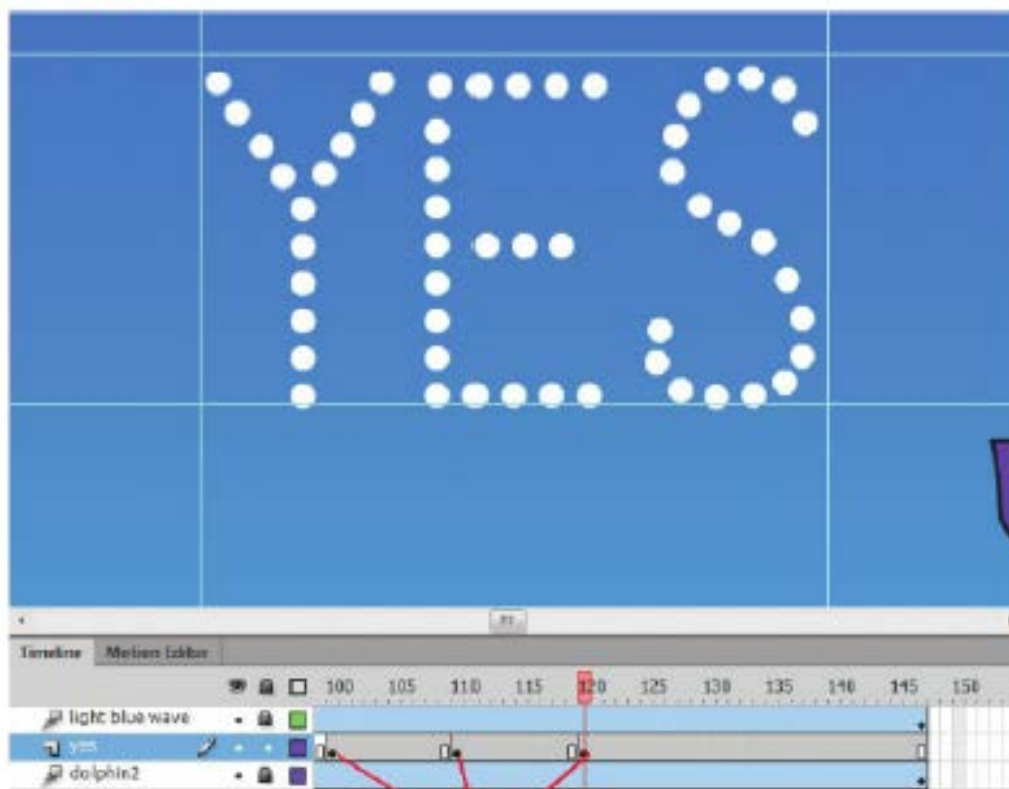 YES
Timeline Motion Editor
100 105 110 115 120 125 130 135 140 145 150
light blue wave
yes
dolphin2